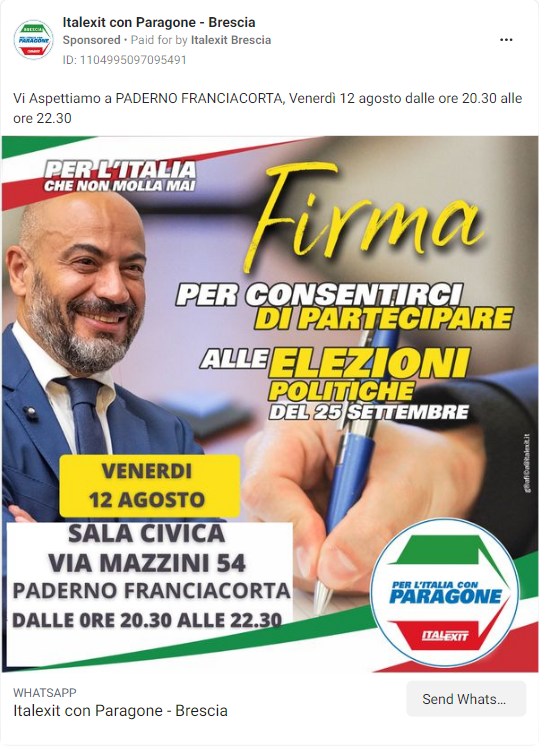 Italexit con Paragone - Brescia
Sponsored • Paid for by Italexit Brescia
ID: 1104995097095491
Vi Aspettiamo a PADERNO FRANCIACORTA, Venerdì 12 agosto dalle ore 20.30 alle
ore 22.30
PER L'ITALIA
CHE NON MOLLA MAI
Firma
PER CONSENTIRCI
DI PARTECIPARE
ALLE ELEZIONI
POLITICHE
DEL 25 SETTEMBRE
VENERDI
12 AGOSTO
SALA CIVICA
VIA MAZZINI 54
PADERNO FRANCIACORTA
DALLE 0RE 20.30 ALLE 22.30
PER L'ITALIA CON
PARAGONE
ITALEXIT
WHATSAPP
Italexit con Paragone - Brescia
Send Whats...